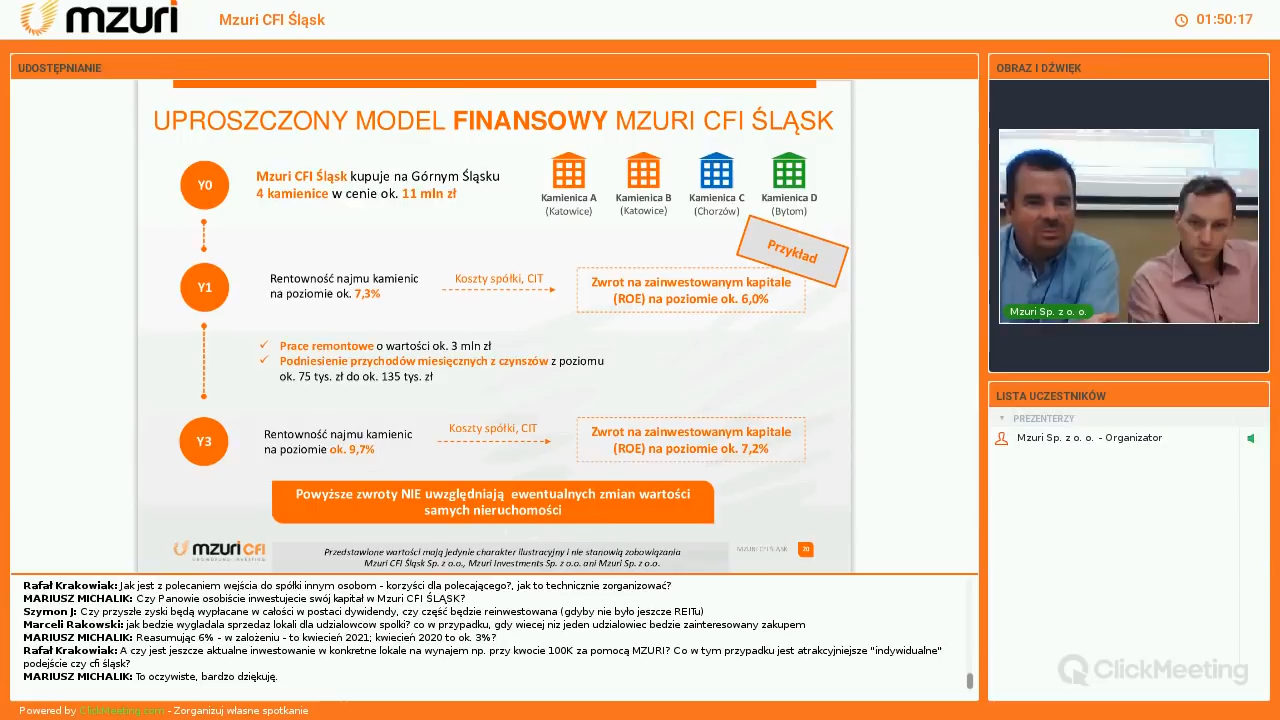 mzuri
Mzuri CFI Śląsk
01:50:17
UDOSTĘPNIANIE
UPROSZCZONY MODEL FINANSOWY MZURI CFI ŚLĄSK
Y0
Mzuri CFI Śląsk kupuje na Górnym Śląsku
4 kamienice w cenie ok. 11 mln zł
Kamienica A
(Katowice)
Kamienica B
(Katowice)
Kamienica C
(Chorzów)
Kamienica D
(Bytom)
Przykład
Y1
Rentowność najmu kamienic
na poziomie ok. 7,3%
Koszty spółki, CIT
Zwrot na zainwestowanym kapitale
(ROE) na poziomie ok. 6,0%
✓ Prace remontowe o wartości ok. 3 mln zł
✓ Podniesienie przychodów miesięcznych z czynszów z poziomu
ok. 75 tys. zł do ok. 135 tys. zł
Y3
Rentowność najmu kamienic
na poziomie ok. 9,7%
Koszty spółki, CIT
Zwrot na zainwestowanym kapitale
(ROE) na poziomie ok. 7,2%
Powyższe zwroty NIE uwzględniają ewentualnych zmian wartości
samych nieruchomości
mzuri CFI
CROWDFUNDING INVESTING
Przedstawione wartości mają jedynie charakter ilustracyjny i nie stanowią zobowiązania
Mzuri CFI Śląsk Sp. z o.o., Mzuri Investments Sp. z o.o. ani Mzuri Sp. z o.o.
MZURI CFI ŚLĄSK
20
Rafał Krakowiak: Jak jest z polecaniem wejścia do spółki innym osobom - korzyści dla polecającego?, jak to technicznie zorganizować?
MARIUSZ MICHALIK: Czy Panowie osobiście inwestujecie swój kapitał w Mzuri CFI ŚLĄSK?
Szymon J: Czy przyszłe zyski będą wypłacane w całości w postaci dywidendy, czy część będzie reinwestowana (gdyby nie było jeszcze REITu)
Marceli Rakowski: jak bedzie wygladala sprzedaz lokali dla udzialowcow spolki? co w przypadku, gdy wiecej niz jeden udzialowiec bedzie zainteresowany zakupem
MARIUSZ MICHALIK: Reasumując 6% - w założeniu - to kwiecień 2021; kwiecień 2020 to ok. 3%?
Rafał Krakowiak: A czy jest jeszcze aktualne inwestowanie w konkretne lokale na wynajem np. przy kwocie 100K za pomocą MZURI? Co w tym przypadku jest atrakcyjniejsze "indywidualne"
podejście czy cfi śląsk?
MARIUSZ MICHALIK: To oczywiste, bardzo dziękuję.
Powered by ClickMeeting.com - Zorganizuj własne spotkanie
OBRAZ I DŹWIĘK
Mzuri Sp. z o. o.
LISTA UCZESTNIKÓW
PREZENTERZY
Mzuri Sp. z o. o. - Organizator
ClickMeeting